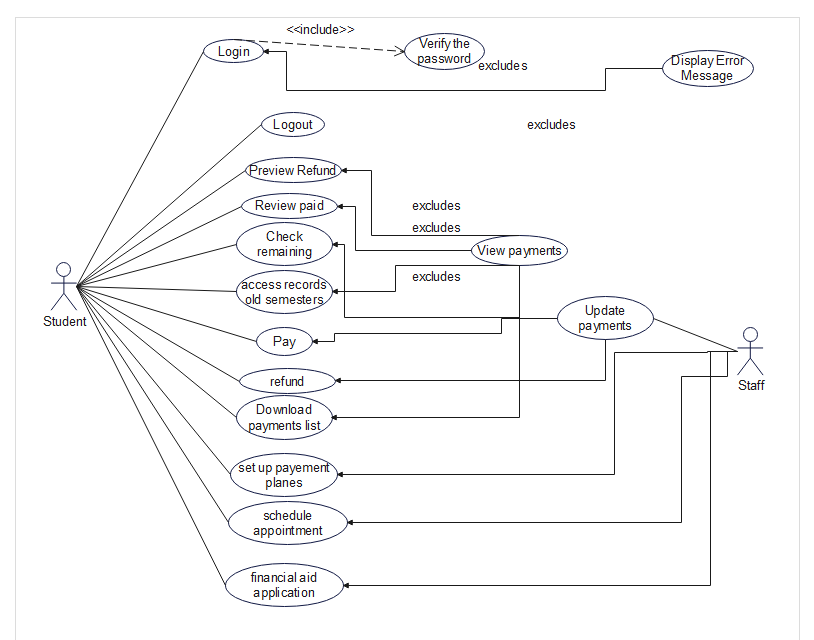 <<include>>
Login
Verify the
password
excludes
Display Error
Message
Logout
excludes
Preview Refund
Review paid
excludes
excludes
Check
remaining
View payments
access records
old semesters
excludes
Student
Update
payments
Pay
Staff
refund
Download
payments list
set up payement
planes
schedule
appointment
financial aid
application